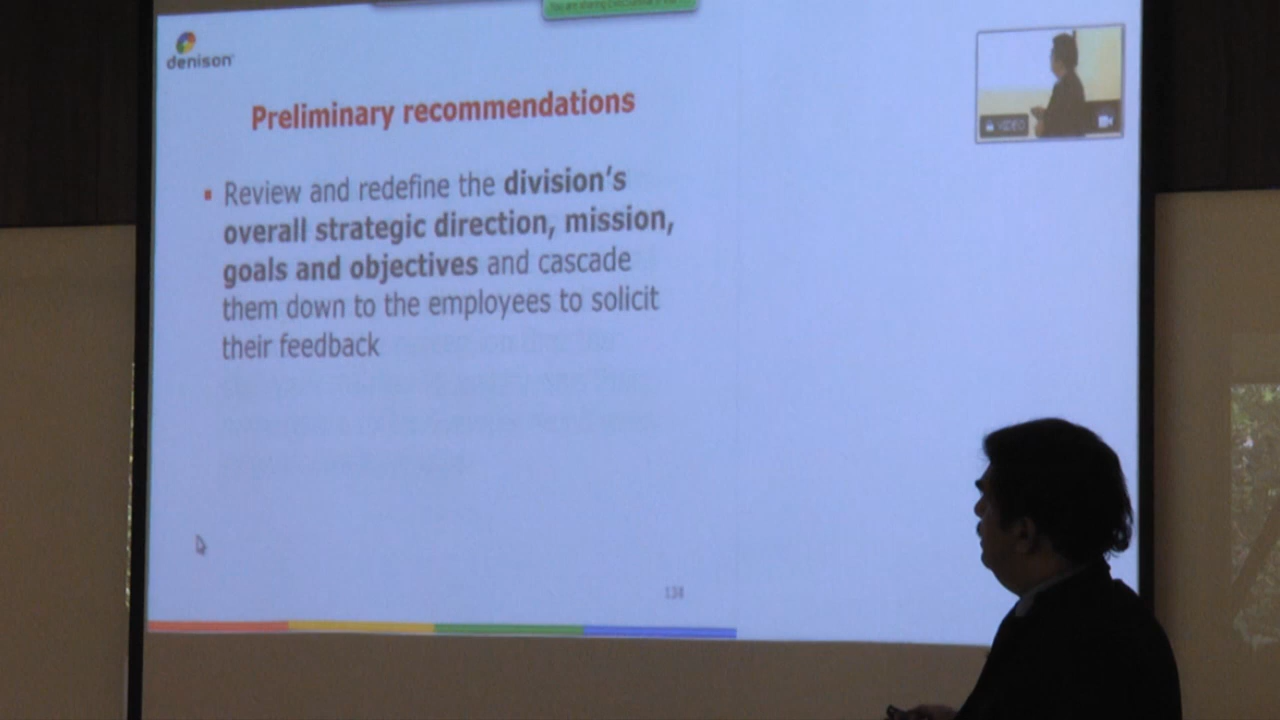 denison
Preliminary recommendations
Review and redefine the division's
overall strategic direction, mission,
goals and objectives and cascade
them down to the employees to solicit
their feedback
VIDEO